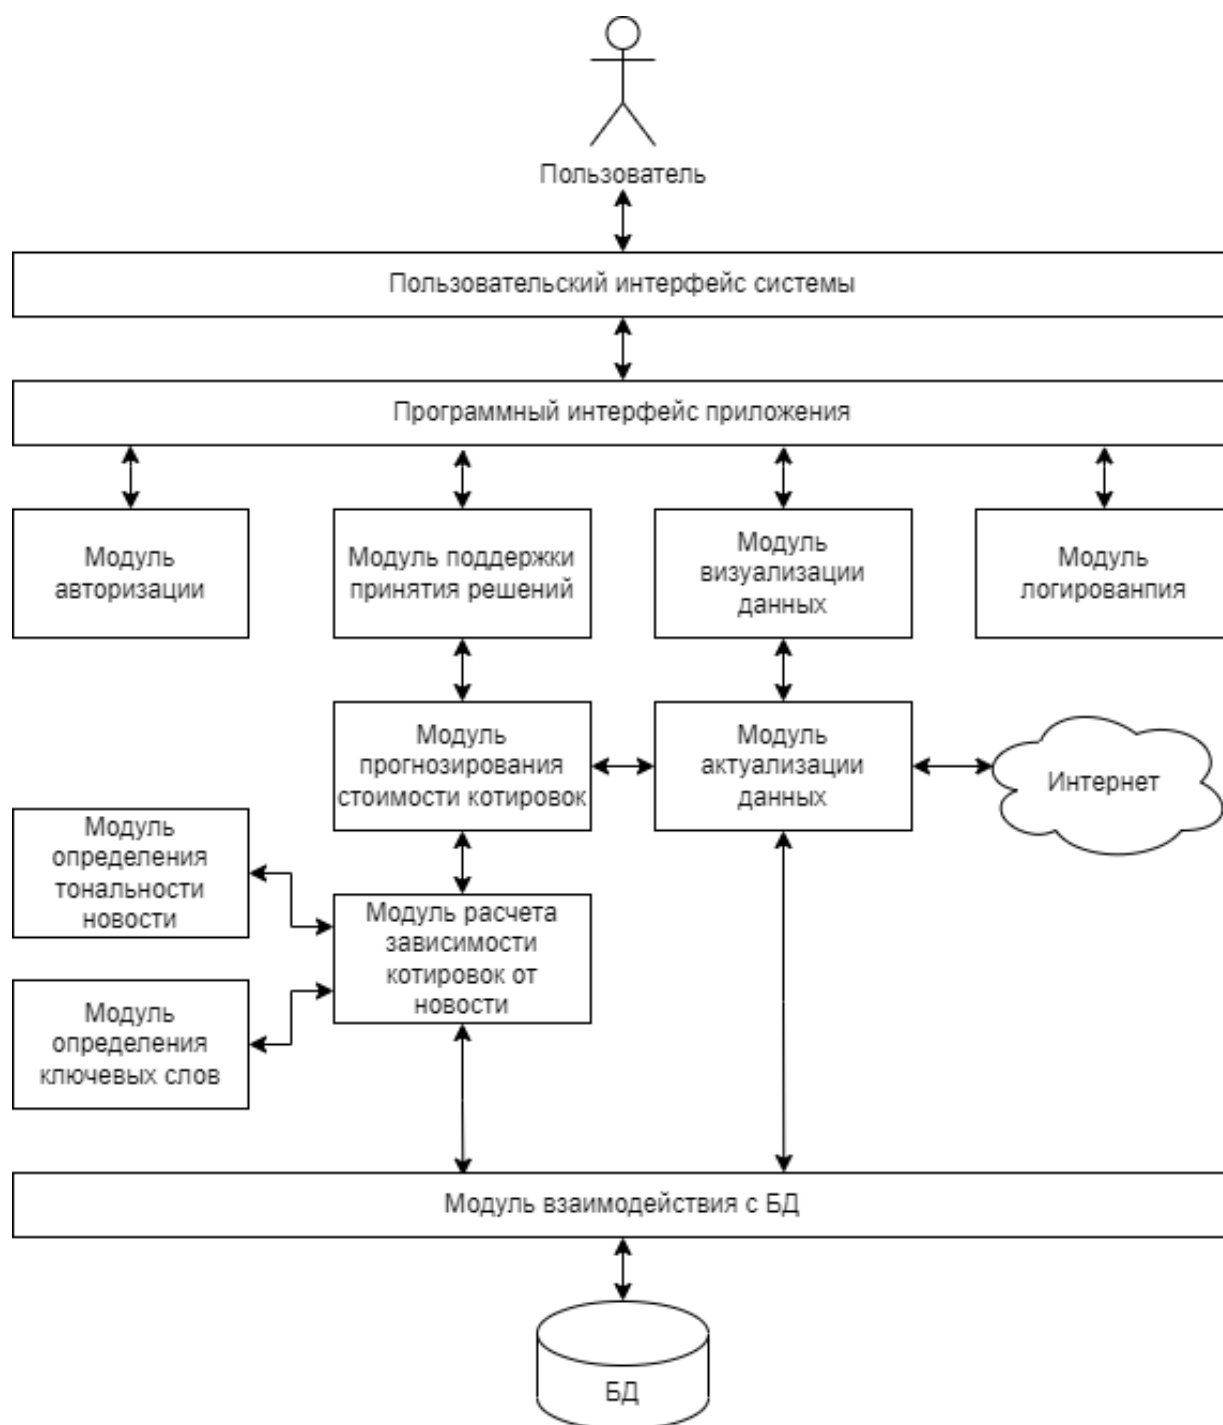 Пользователь
Пользовательский интерфейс системы
Программный интерфейс приложения
Модуль
авторизации
Модуль поддержки
принятия решений
Модуль
визуализации
данных
Модуль
логированпия
Модуль
прогнозирования
стоимости котировок
Модуль
актуализации
данных
Интернет
Модуль
определения
тональности
новости
Модуль расчета
зависимости
котировок от
новости
Модуль
определения
ключевых слов
Модуль взаимодействия с БД
БД